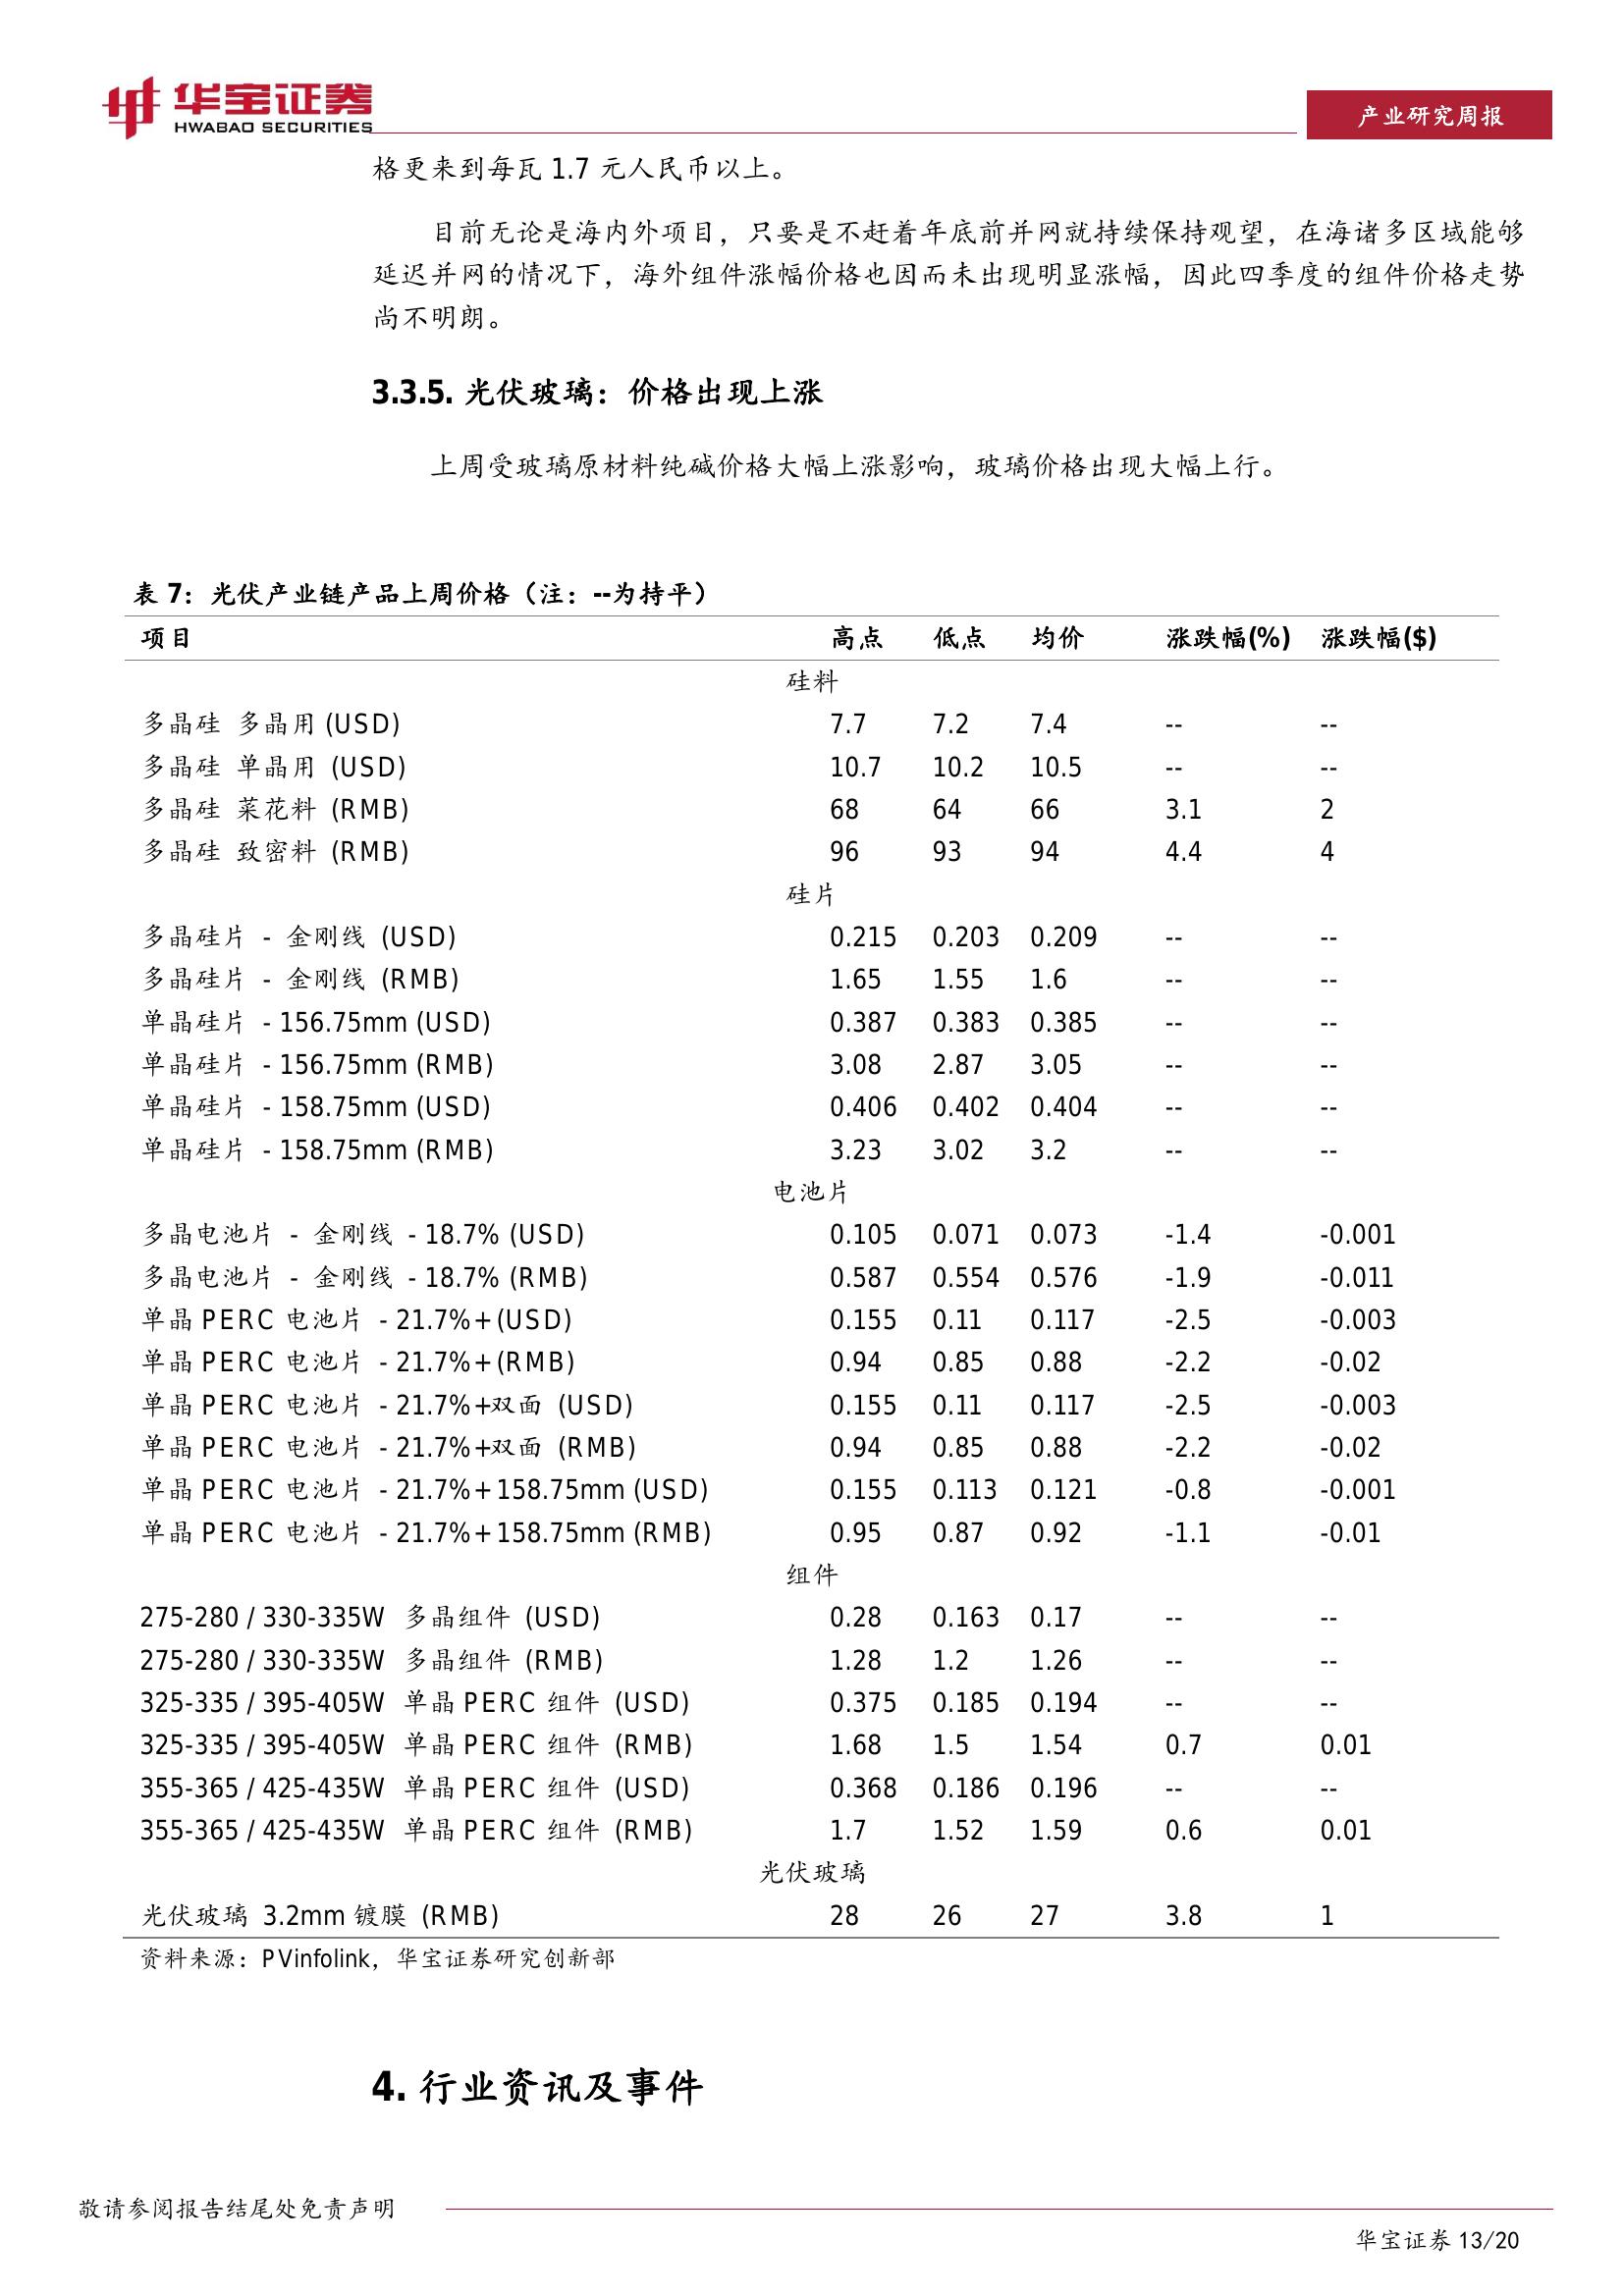 华宝证券
HWABAO SECURITIES
产业研究周报
格更来到每瓦 1.7 元人民币以上。
目前无论是海内外项目，只要是不赶着年底前并网就持续保持观望，在海诸多区域能够
延迟并网的情况下，海外组件涨幅价格也因而未出现明显涨幅，因此四季度的组件价格走势
尚不明朗。
3.3.5. 光伏玻璃：价格出现上涨
上周受玻璃原材料纯碱价格大幅上涨影响，玻璃价格出现大幅上行。
表 7：光伏产业链产品上周价格（注：--为持平）
项目 高点 低点 均价 涨跌幅(%) 涨跌幅($)
硅料
多晶硅 多晶用 (USD) 7.7 7.2 7.4 -- --
多晶硅 单晶用 (USD) 10.7 10.2 10.5 -- --
多晶硅 菜花料 (RMB) 68 64 66 3.1 2
多晶硅 致密料 (RMB) 96 93 94 4.4 4
硅片
多晶硅片 - 金刚线 (USD) 0.215 0.203 0.209 -- --
多晶硅片 - 金刚线 (RMB) 1.65 1.55 1.6 -- --
单晶硅片 - 156.75mm (USD) 0.387 0.383 0.385 -- --
单晶硅片 - 156.75mm (RMB) 3.08 2.87 3.05 -- --
单晶硅片 - 158.75mm (USD) 0.406 0.402 0.404 -- --
单晶硅片 - 158.75mm (RMB) 3.23 3.02 3.2 -- --
电池片
多晶电池片 - 金刚线 - 18.7% (USD) 0.105 0.071 0.073 -1.4 -0.001
多晶电池片 - 金刚线 - 18.7% (RMB) 0.587 0.554 0.576 -1.9 -0.011
单晶 PERC 电池片 - 21.7%+ (USD) 0.155 0.11 0.117 -2.5 -0.003
单晶 PERC 电池片 - 21.7%+ (RMB) 0.94 0.85 0.88 -2.2 -0.02
单晶 PERC 电池片 - 21.7%+双面 (USD) 0.155 0.11 0.117 -2.5 -0.003
单晶 PERC 电池片 - 21.7%+双面 (RMB) 0.94 0.85 0.88 -2.2 -0.02
单晶 PERC 电池片 - 21.7%+ 158.75mm (USD) 0.155 0.113 0.121 -0.8 -0.001
单晶 PERC 电池片 - 21.7%+ 158.75mm (RMB) 0.95 0.87 0.92 -1.1 -0.01
组件
275-280 / 330-335W 多晶组件 (USD) 0.28 0.163 0.17 -- --
275-280 / 330-335W 多晶组件 (RMB) 1.28 1.2 1.26 -- --
325-335 / 395-405W 单晶 PERC 组件 (USD) 0.375 0.185 0.194 -- --
325-335 / 395-405W 单晶 PERC 组件 (RMB) 1.68 1.5 1.54 0.7 0.01
355-365 / 425-435W 单晶 PERC 组件 (USD) 0.368 0.186 0.196 -- --
355-365 / 425-435W 单晶 PERC 组件 (RMB) 1.7 1.52 1.59 0.6 0.01
光伏玻璃
光伏玻璃 3.2mm 镀膜 (RMB) 28 26 27 3.8 1
资料来源：PVinfolink，华宝证券研究创新部
4. 行业资讯及事件
敬请参阅报告结尾处免责声明
华宝证券 13/20